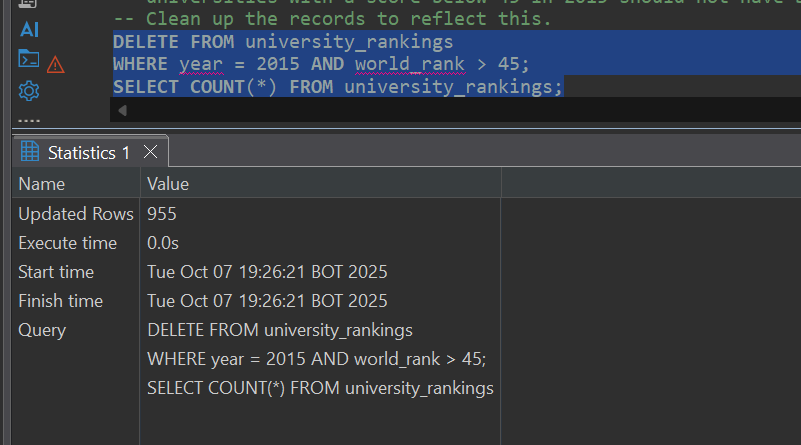 universities with a score below 45 in 2015 should not have
-- Clean up the records to reflect this.
AI
DELETE FROM university_rankings
WHERE year = 2015 AND world_rank > 45;
SELECT COUNT(*) FROM university_rankings;
Statistics 1
Name Value
Updated Rows 955
Execute time 0.0s
Start time Tue Oct 07 19:26:21 BOT 2025
Finish time Tue Oct 07 19:26:21 BOT 2025
Query DELETE FROM university_rankings
WHERE year = 2015 AND world_rank > 45;
SELECT COUNT(*) FROM university_rankings